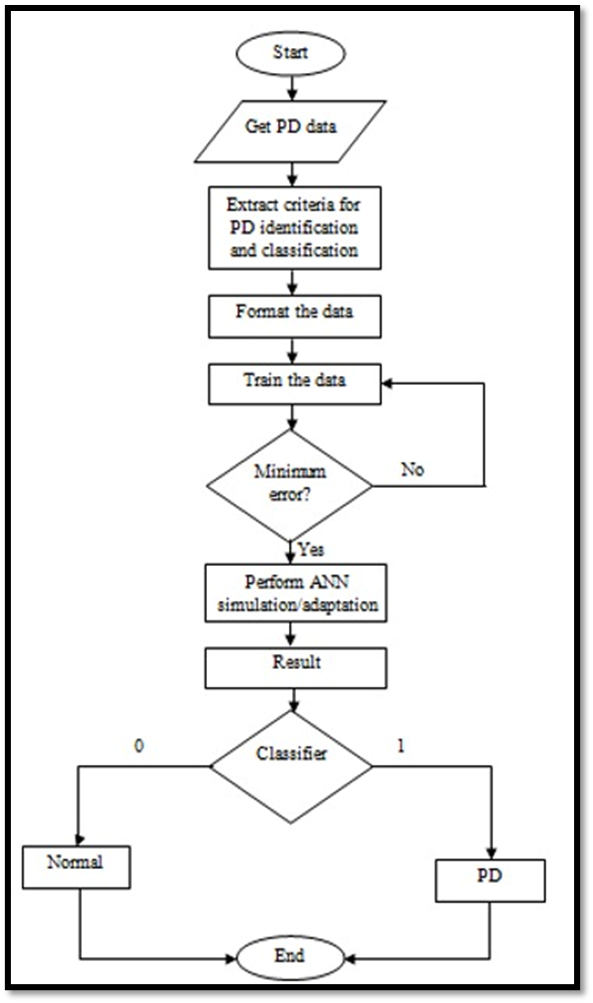 Start
Get PD data
Extract criteria for
PD identification
and classification
Format the data
Train the data
Minimum
error?
No
Yes
Perform ANN
simulation/adaptation
Result
Classifier
0
1
Normal
PD
End